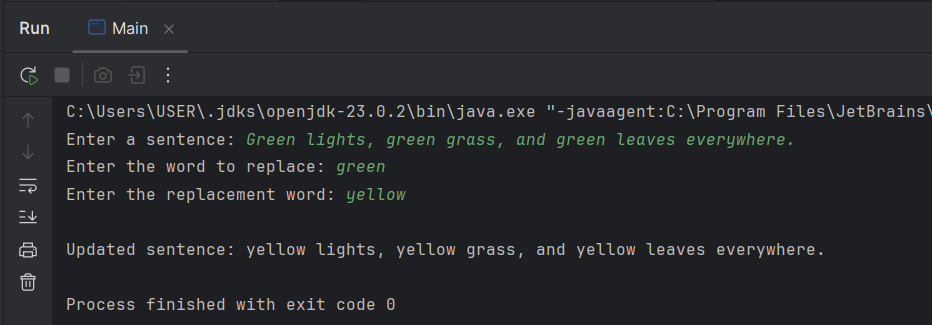 Run Main
C:\Users\USER\.jdks\openjdk-23.0.2\bin\java.exe "-javaagent:C:\Program Files\JetBrains\
Enter a sentence: Green lights, green grass, and green leaves everywhere.
Enter the word to replace: green
Enter the replacement word: yellow
Updated sentence: yellow lights, yellow grass, and yellow leaves everywhere.
Process finished with exit code 0